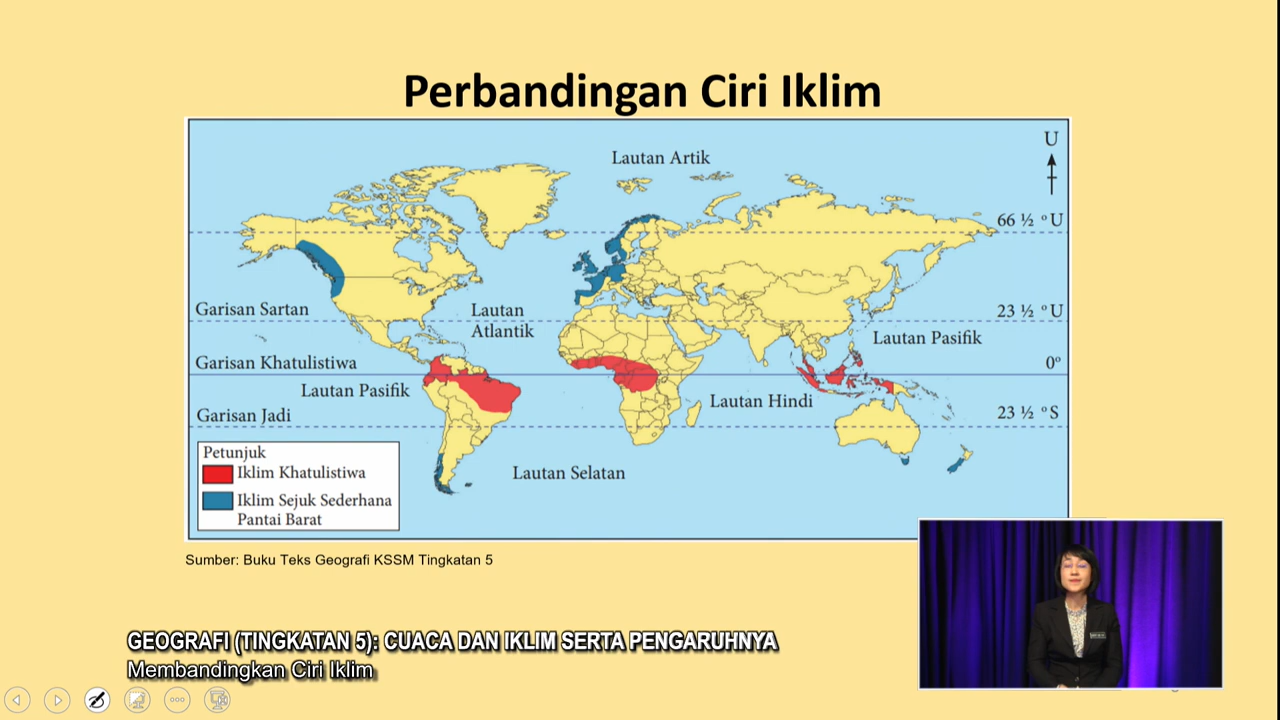 Perbandingan Ciri Iklim
Lautan Artik
U
66 ½ °U
Garisan Sartan
Lautan
Atlantik
23 ½ °U
Lautan Pasifik
Garisan Khatulistiwa
0°
Lautan Pasifik
Lautan Hindi
Garisan Jadi
23 ½ °S
Lautan Selatan
Petunjuk
Iklim Khatulistiwa
Iklim Sejuk Sederhana
Pantai Barat
Sumber: Buku Teks Geografi KSSM Tingkatan 5
GEOGRAFI (TINGKATAN 5): CUACA DAN IKLIM SERTA PENGARUHNYA
Membandingkan Ciri Iklim